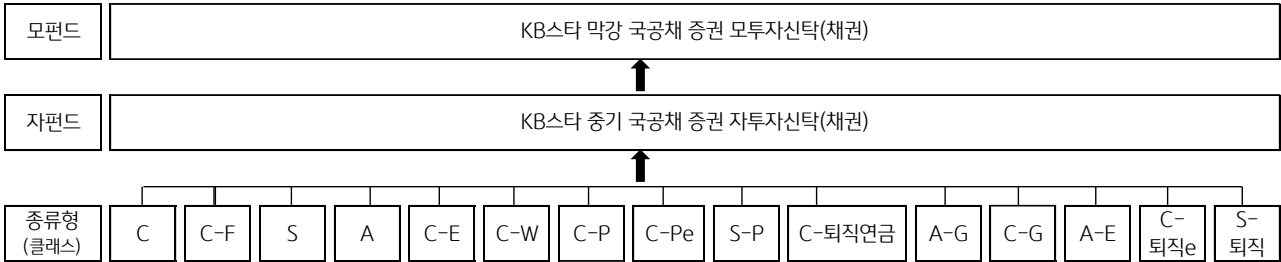 모펀드
KB스타 막강 국공채 증권 모투자신탁(채권)
자펀드
KB스타 중기 국공채 증권 자투자신탁(채권)
종류형
(클래스)
C
C-F
S
A
C-E
C-W
C-P
C-Pe
S-P
C-퇴직연금
A-G
C-G
A-E
C-
퇴직e
S-
퇴직